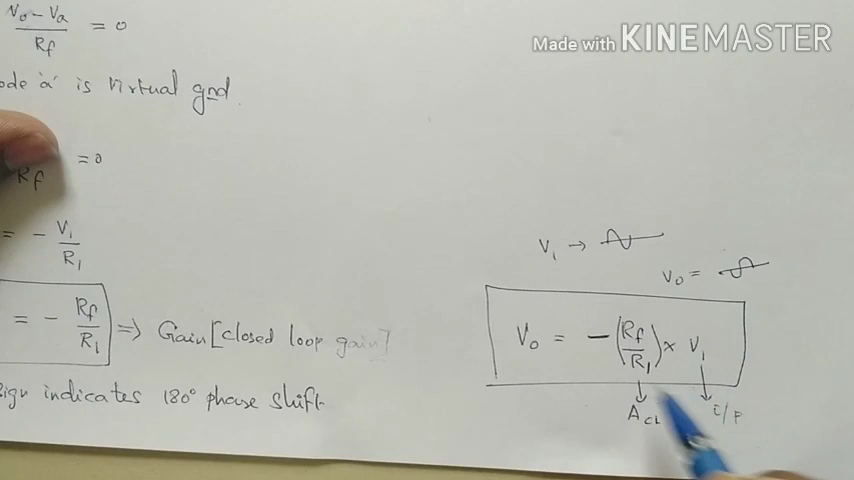 Made with KINEMASTER
Vo - Va / Rf = 0
ode 'a' is Virtual gnd.
Rf = 0
= - V1 / R1
= - Rf / R1 => Gain [closed loop gain]
sign indicates 180° phase shift
V1 →
Vo =
Vo = - (Rf / R1) × V1
ACL i/p